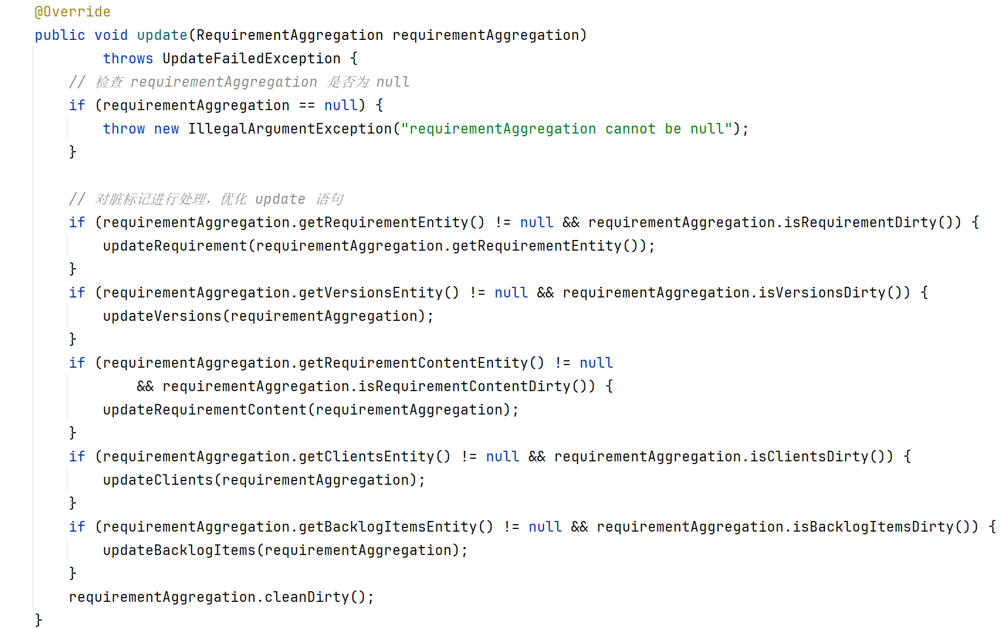 @Override
public void update(RequirementAggregation requirementAggregation)
        throws UpdateFailedException {
    // 检查 requirementAggregation 是否为 null
    if (requirementAggregation == null) {
        throw new IllegalArgumentException("requirementAggregation cannot be null");
    }

    // 对脏标记进行处理，优化 update 语句
    if (requirementAggregation.getRequirementEntity() != null && requirementAggregation.isRequirementDirty()) {
        updateRequirement(requirementAggregation.getRequirementEntity());
    }
    if (requirementAggregation.getVersionsEntity() != null && requirementAggregation.isVersionsDirty()) {
        updateVersions(requirementAggregation);
    }
    if (requirementAggregation.getRequirementContentEntity() != null
            && requirementAggregation.isRequirementContentDirty()) {
        updateRequirementContent(requirementAggregation);
    }
    if (requirementAggregation.getClientsEntity() != null && requirementAggregation.isClientsDirty()) {
        updateClients(requirementAggregation);
    }
    if (requirementAggregation.getBacklogItemsEntity() != null && requirementAggregation.isBacklogItemsDirty()) {
        updateBacklogItems(requirementAggregation);
    }
    requirementAggregation.cleanDirty();
}